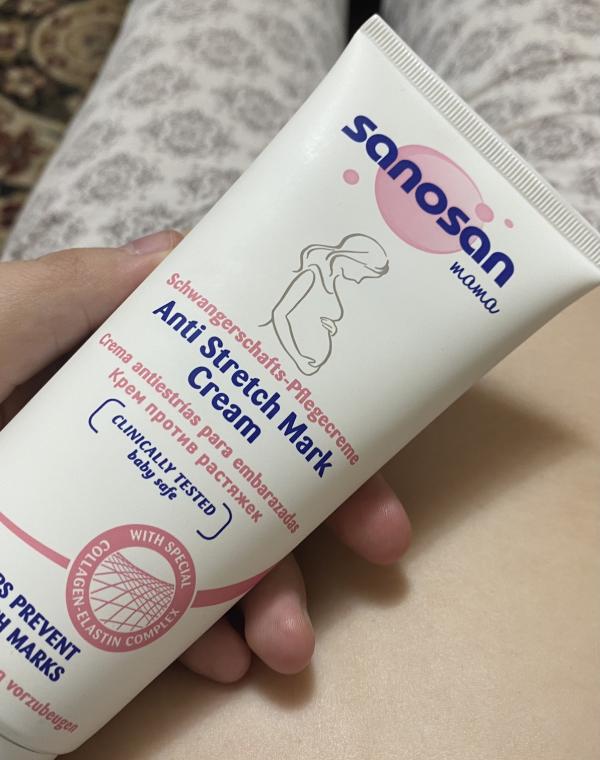 sanosan
mama
Schwangerschafts-Pflegecreme
Anti Stretch Mark
Cream
Crema antiestrías para embarazadas
Крем против растяжек
CLINICALLY TESTED
baby safe
WITH SPECIAL
COLLAGEN-ELASTIN COMPLEX
PREVENT
MARKS
vorzubeugen